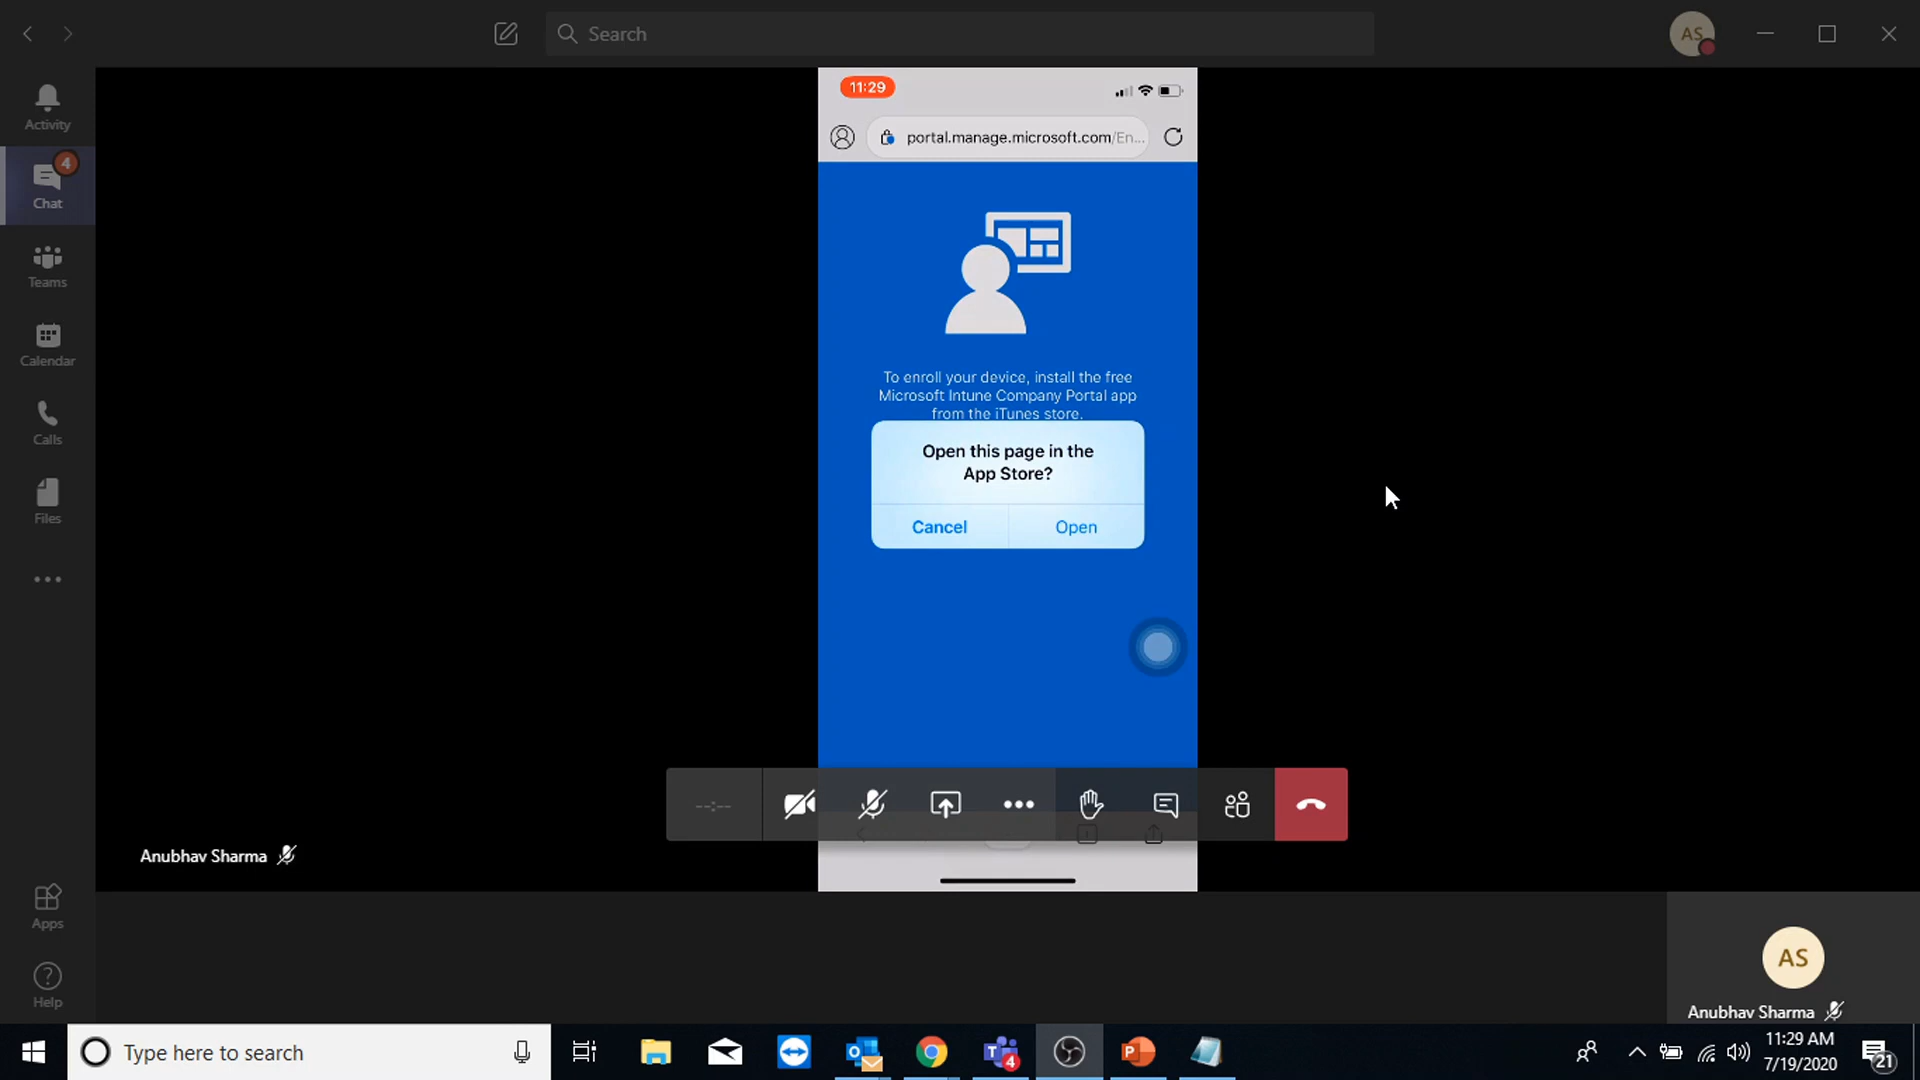 Search
AS
Activity
4
Chat
Teams
Calendar
Calls
Files
Apps
Help
11:29
portal.manage.microsoft.com/En...
To enroll your device, install the free
Microsoft Intune Company Portal app
from the iTunes store.
Open this page in the
App Store?
Cancel
Open
--:--
Anubhav Sharma
AS
Anubhav Sharma
Type here to search
4
11:29 AM
7/19/2020
21